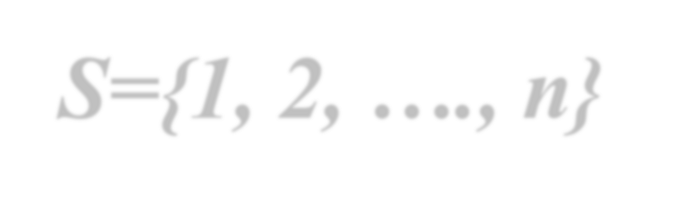 S={1, 2, …., n}